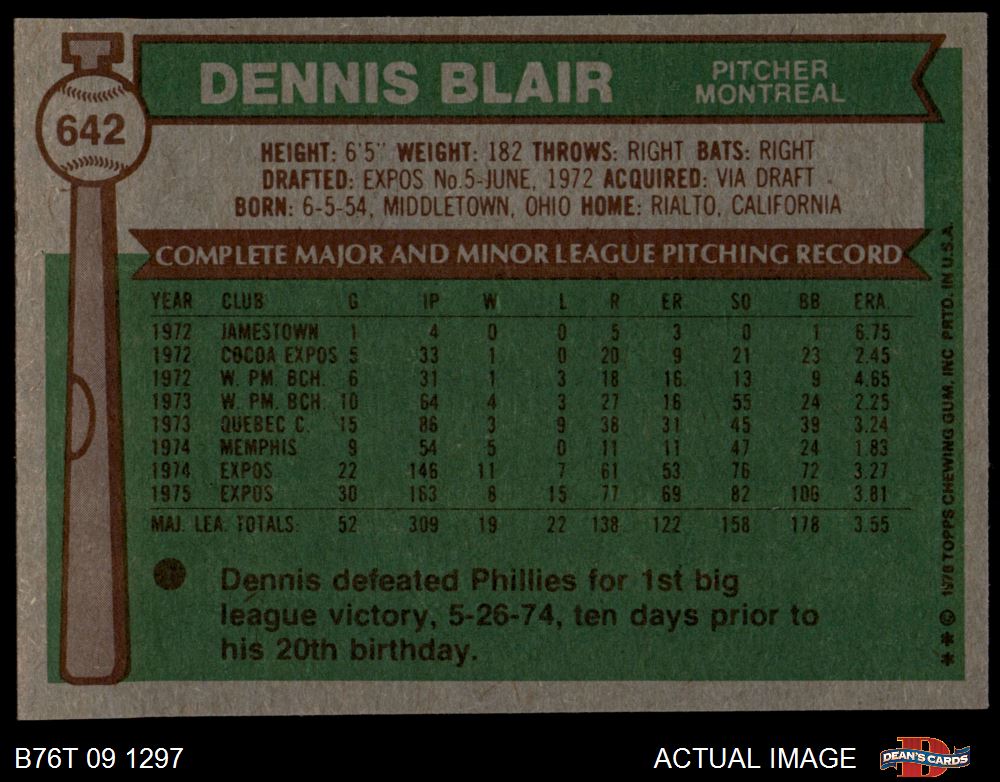 DENNIS BLAIR
PITCHER
MONTREAL
642
HEIGHT: 6'5" WEIGHT: 182 THROWS: RIGHT BATS: RIGHT
DRAFTED: EXPOS No.5-JUNE, 1972 ACQUIRED: VIA DRAFT
BORN: 6-5-54, MIDDLETOWN, OHIO HOME: RIALTO, CALIFORNIA
COMPLETE MAJOR AND MINOR LEAGUE PITCHING RECORD
YEAR CLUB G IP W L R ER SO BB ERA
1972 JAMESTOWN 1 4 0 0 5 3 0 1 6.75
1972 COCOA EXPOS 5 33 1 0 20 9 21 23 2.45
1972 W. PM. BCH. 6 31 1 3 18 16 13 9 4.65
1973 W. PM. BCH. 10 64 4 3 27 16 55 24 2.25
1973 QUEBEC C. 15 86 3 9 38 31 45 39 3.24
1974 MEMPHIS 9 54 5 0 11 11 47 24 1.83
1974 EXPOS 22 146 11 7 61 53 76 72 3.27
1975 EXPOS 30 163 8 15 77 69 82 106 3.81
MAJ. LEA. TOTALS: 52 309 19 22 138 122 158 178 3.55
Dennis defeated Phillies for 1st big
league victory, 5-26-74, ten days prior to
his 20th birthday.
** © 1976 TOPPS CHEWING GUM, INC PRTD. IN U.S.A.
B76T 09 1297
ACTUAL IMAGE
DEAN'S CARDS